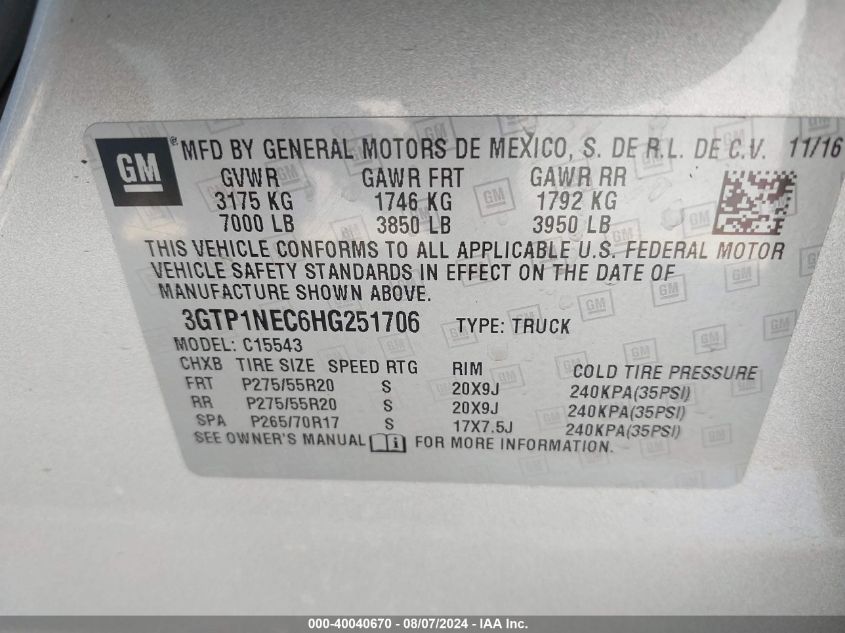 GM ® MFD BY GENERAL MOTORS DE MEXICO, S. DE R.L. DE C.V. 11/16
GVWR GAWR FRT GAWR RR
3175 KG 1746 KG 1792 KG
7000 LB 3850 LB 3950 LB
THIS VEHICLE CONFORMS TO ALL APPLICABLE U.S. FEDERAL MOTOR
VEHICLE SAFETY STANDARDS IN EFFECT ON THE DATE OF
MANUFACTURE SHOWN ABOVE.
3GTP1NEC6HG251706 TYPE: TRUCK
MODEL: C15543
CHXB TIRE SIZE SPEED RTG RIM COLD TIRE PRESSURE
FRT P275/55R20 S 20X9J 240KPA(35PSI)
RR P275/55R20 S 20X9J 240KPA(35PSI)
SPA P265/70R17 S 17X7.5J 240KPA(35PSI)
SEE OWNER'S MANUAL i FOR MORE INFORMATION.
000-40040670 - 08/07/2024 - IAA Inc.